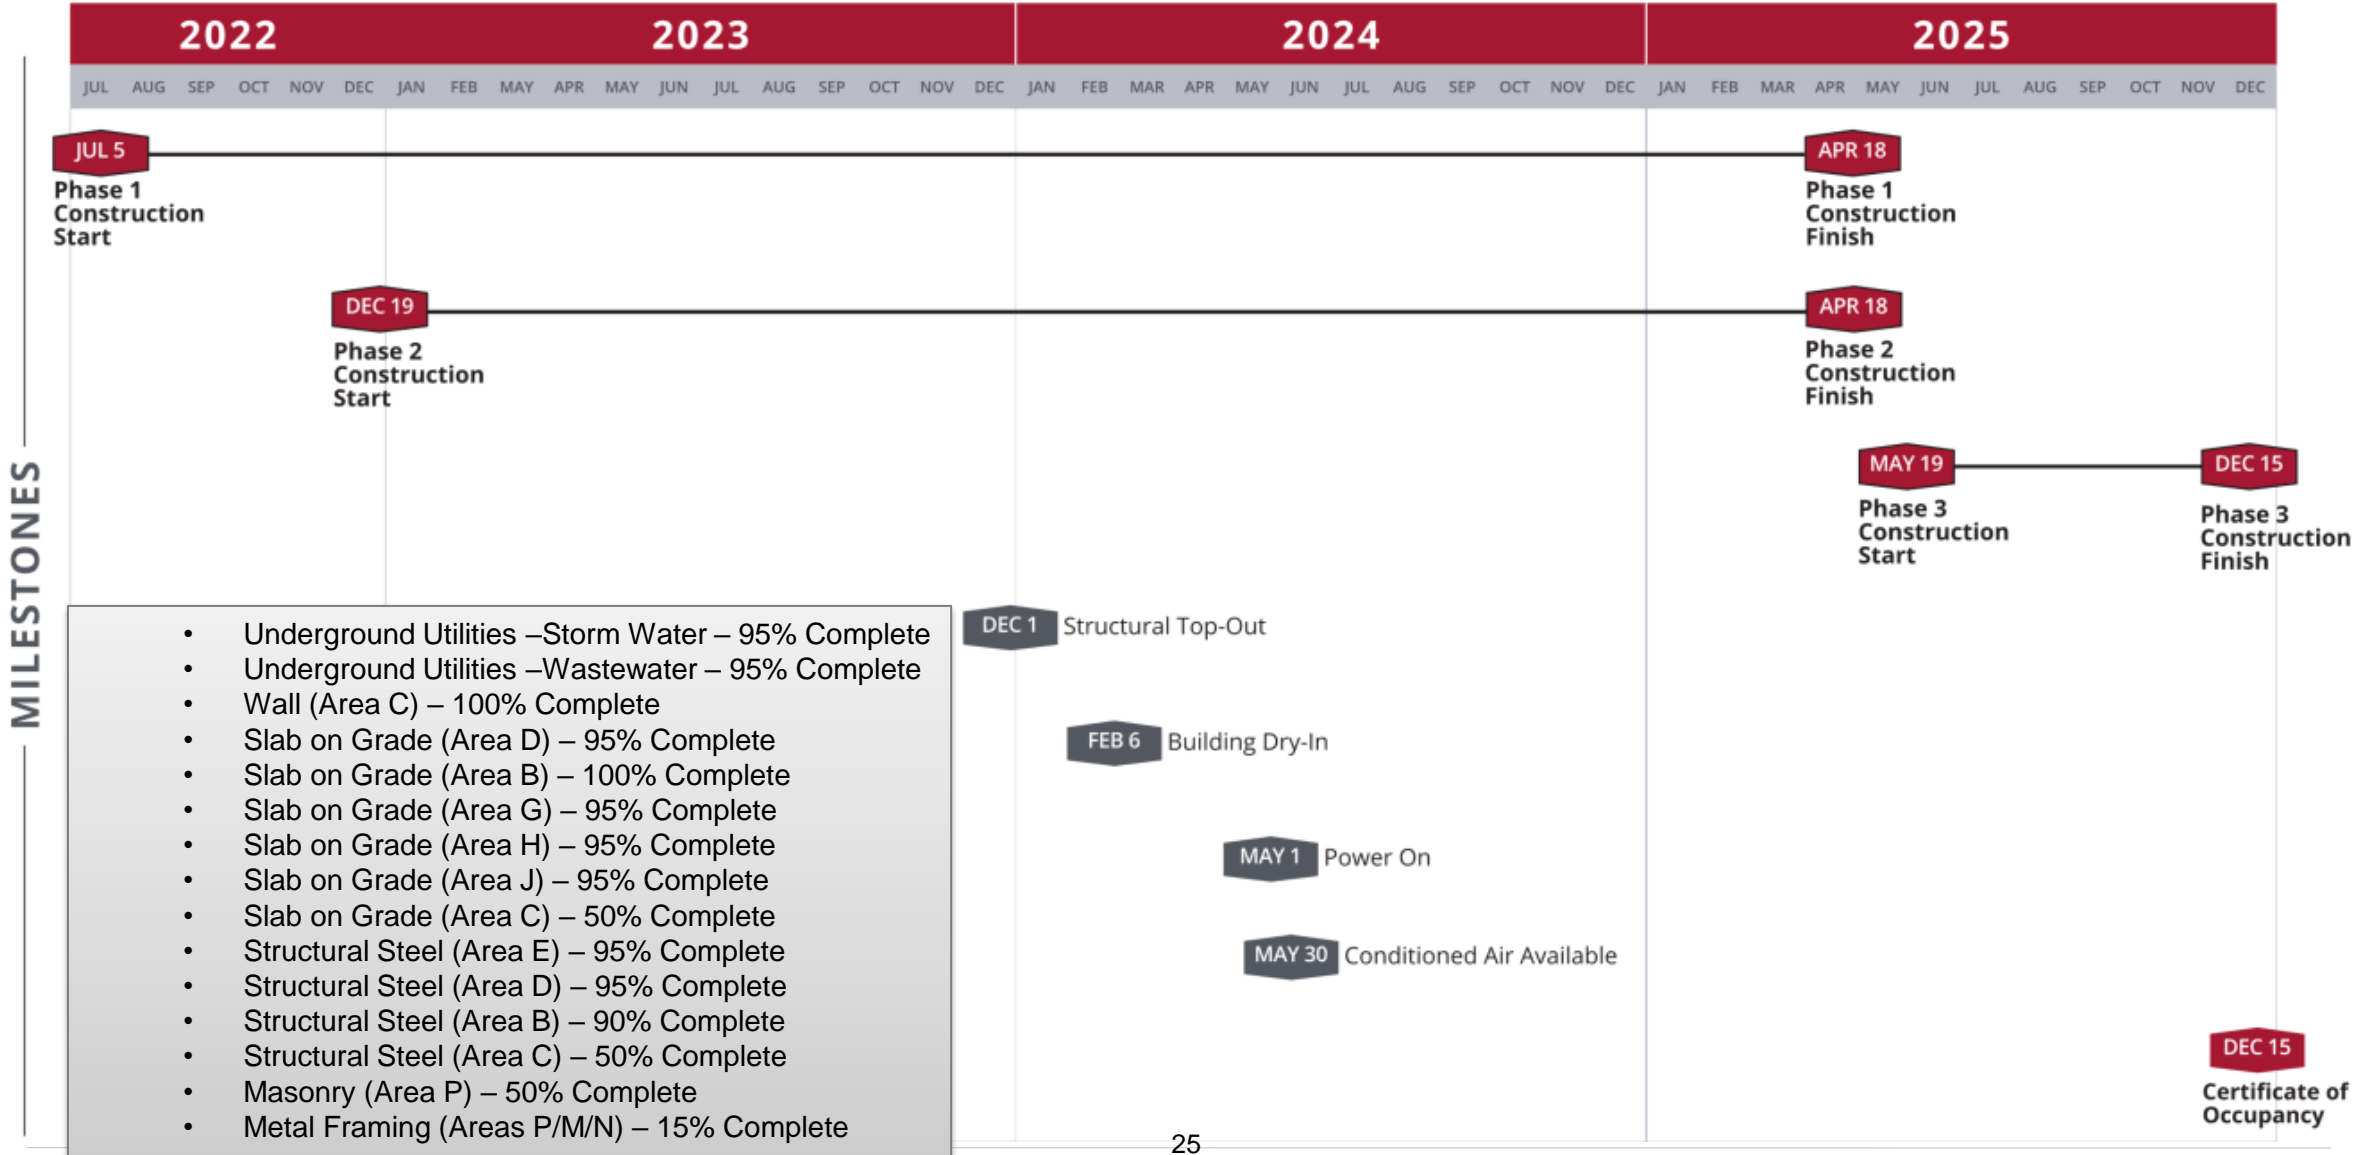 2022 2023 2024 2025
JUL AUG SEP OCT NOV DEC JAN FEB MAY APR MAY JUN JUL AUG SEP OCT NOV DEC JAN FEB MAR APR MAY JUN JUL AUG SEP OCT NOV DEC JAN FEB MAR APR MAY JUN JUL AUG SEP OCT NOV DEC
MILESTONES
JUL 5
Phase 1
Construction
Start
APR 18
Phase 1
Construction
Finish
DEC 19
Phase 2
Construction
Start
APR 18
Phase 2
Construction
Finish
MAY 19
Phase 3
Construction
Start
DEC 15
Phase 3
Construction
Finish
• Underground Utilities –Storm Water – 95% Complete
• Underground Utilities –Wastewater – 95% Complete
• Wall (Area C) – 100% Complete
• Slab on Grade (Area D) – 95% Complete
• Slab on Grade (Area B) – 100% Complete
• Slab on Grade (Area G) – 95% Complete
• Slab on Grade (Area H) – 95% Complete
• Slab on Grade (Area J) – 95% Complete
• Slab on Grade (Area C) – 50% Complete
• Structural Steel (Area E) – 95% Complete
• Structural Steel (Area D) – 95% Complete
• Structural Steel (Area B) – 90% Complete
• Structural Steel (Area C) – 50% Complete
• Masonry (Area P) – 50% Complete
• Metal Framing (Areas P/M/N) – 15% Complete
DEC 1 Structural Top-Out
FEB 6 Building Dry-In
MAY 1 Power On
MAY 30 Conditioned Air Available
DEC 15
Certificate of
Occupancy
25